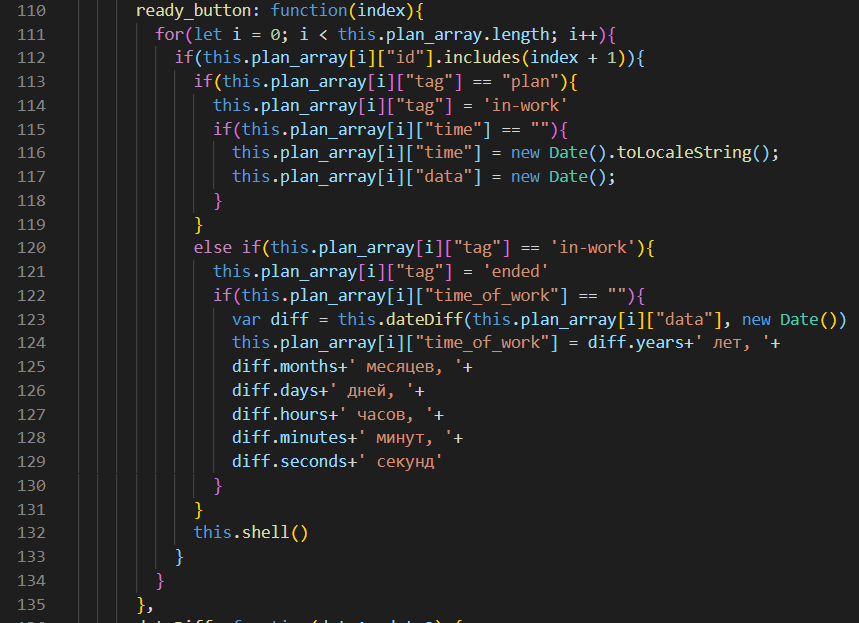 110 ready_button: function(index){
111 for(let i = 0; i < this.plan_array.length; i++){
112 if(this.plan_array[i]["id"].includes(index + 1)){
113 if(this.plan_array[i]["tag"] == "plan"){
114 this.plan_array[i]["tag"] = 'in-work'
115 if(this.plan_array[i]["time"] == ""){
116 this.plan_array[i]["time"] = new Date().toLocaleString();
117 this.plan_array[i]["data"] = new Date();
118 }
119 }
120 else if(this.plan_array[i]["tag"] == 'in-work'){
121 this.plan_array[i]["tag"] = 'ended'
122 if(this.plan_array[i]["time_of_work"] == ""){
123 var diff = this.dateDiff(this.plan_array[i]["data"], new Date())
124 this.plan_array[i]["time_of_work"] = diff.years+' лет, '+
125 diff.months+' месяцев, '+
126 diff.days+' дней, '+
127 diff.hours+' часов, '+
128 diff.minutes+' минут, '+
129 diff.seconds+' секунд'
130 }
131 }
132 this.shell()
133 }
134 }
135 },